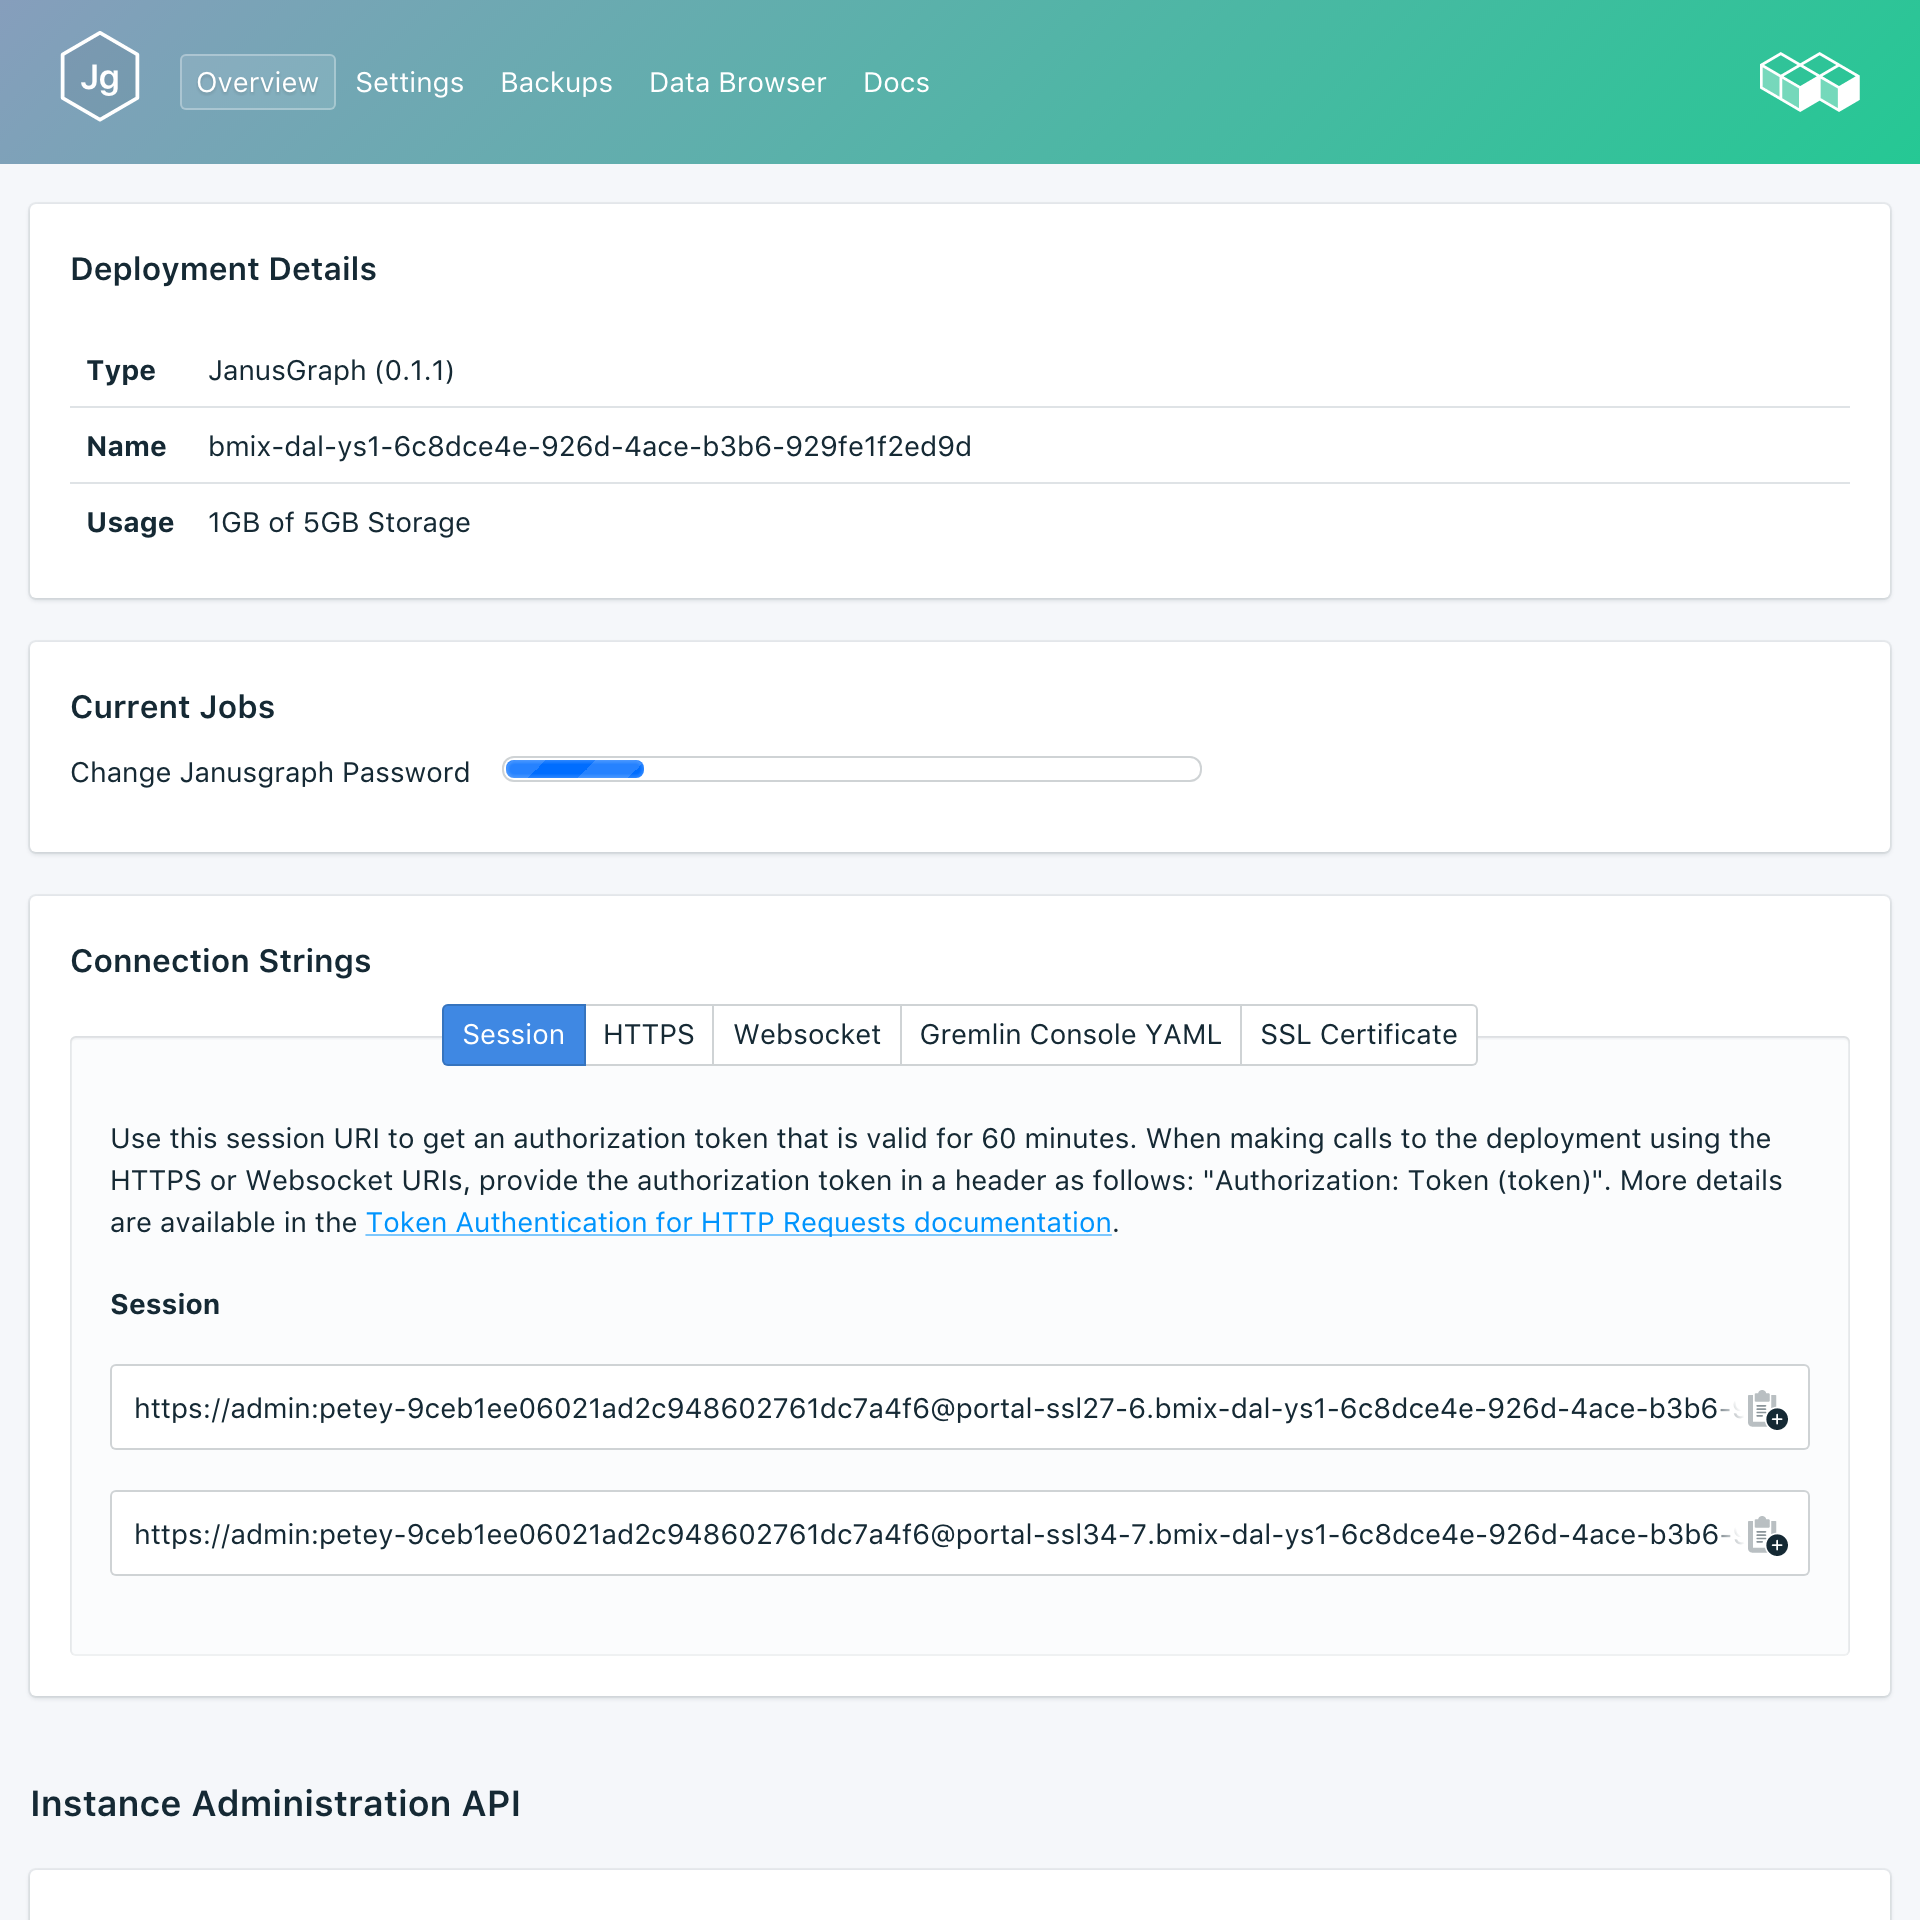 Jg
Overview
Settings
Backups
Data Browser
Docs
Deployment Details
Type JanusGraph (0.1.1)
Name bmix-dal-ys1-6c8dce4e-926d-4ace-b3b6-929fe1f2ed9d
Usage 1GB of 5GB Storage
Current Jobs
Change Janusgraph Password
Connection Strings
Session
HTTPS
Websocket
Gremlin Console YAML
SSL Certificate
Use this session URI to get an authorization token that is valid for 60 minutes. When making calls to the deployment using the
HTTPS or Websocket URIs, provide the authorization token in a header as follows: "Authorization: Token (token)". More details
are available in the Token Authentication for HTTP Requests documentation.
Session
https://admin:petey-9ceb1ee06021ad2c948602761dc7a4f6@portal-ssl27-6.bmix-dal-ys1-6c8dce4e-926d-4ace-b3b6-
https://admin:petey-9ceb1ee06021ad2c948602761dc7a4f6@portal-ssl34-7.bmix-dal-ys1-6c8dce4e-926d-4ace-b3b6-
Instance Administration API